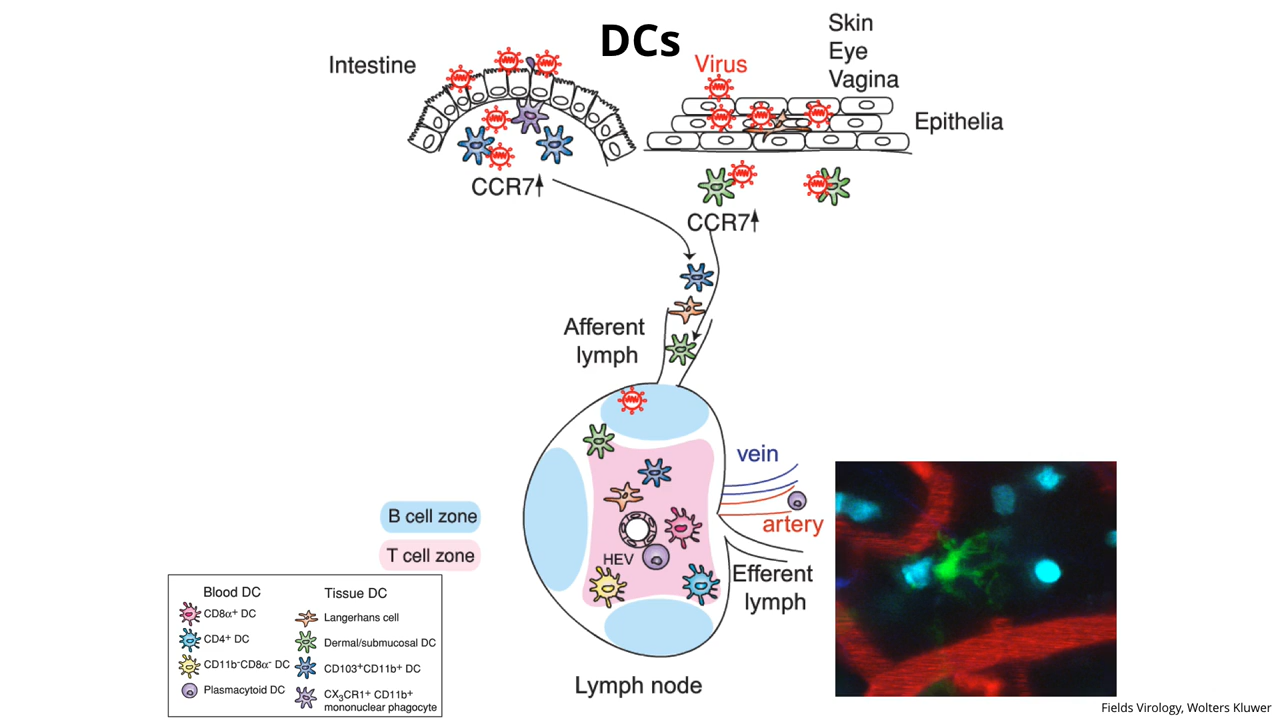 DCs
Skin
Eye
Vagina
Intestine
Virus
Epithelia
CCR7↑
CCR7↑
Afferent
lymph
vein
artery
B cell zone
T cell zone
HEV
Efferent
lymph
Lymph node
Blood DC
CD8α+ DC
CD4+ DC
CD11b-CD8α- DC
Plasmacytoid DC
Tissue DC
Langerhans cell
Dermal/submucosal DC
CD103+CD11b+ DC
CX3CR1+ CD11b+
mononuclear phagocyte
Fields Virology, Wolters Kluwer